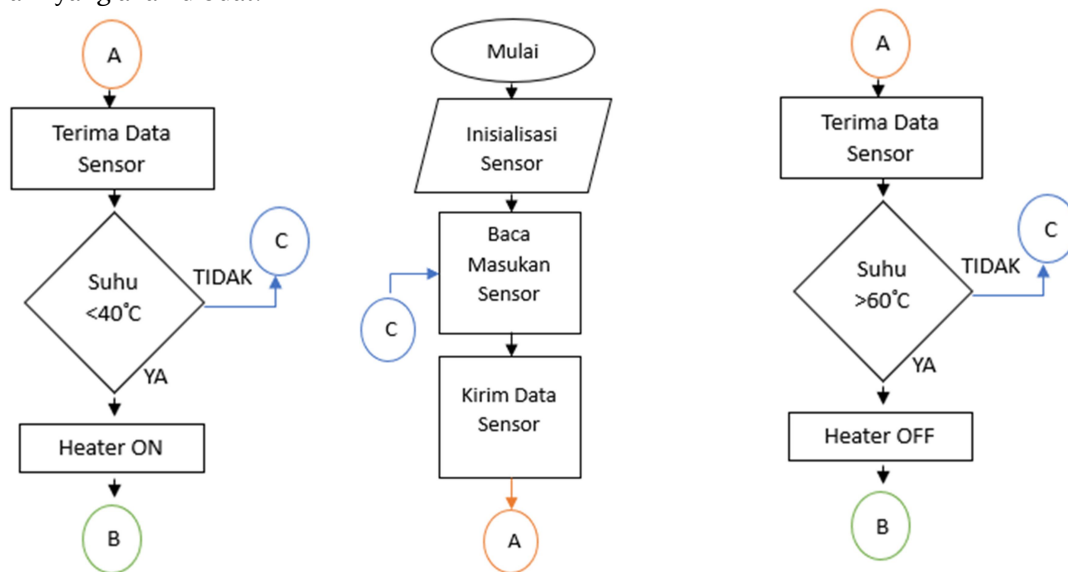 A
Terima Data
Sensor
Suhu
<40°C
TIDAK
C
YA
Heater ON
B
Mulai
Inisialisasi
Sensor
Baca
Masukan
Sensor
C
Kirim Data
Sensor
A
A
Terima Data
Sensor
Suhu
>60°C
TIDAK
C
YA
Heater OFF
B